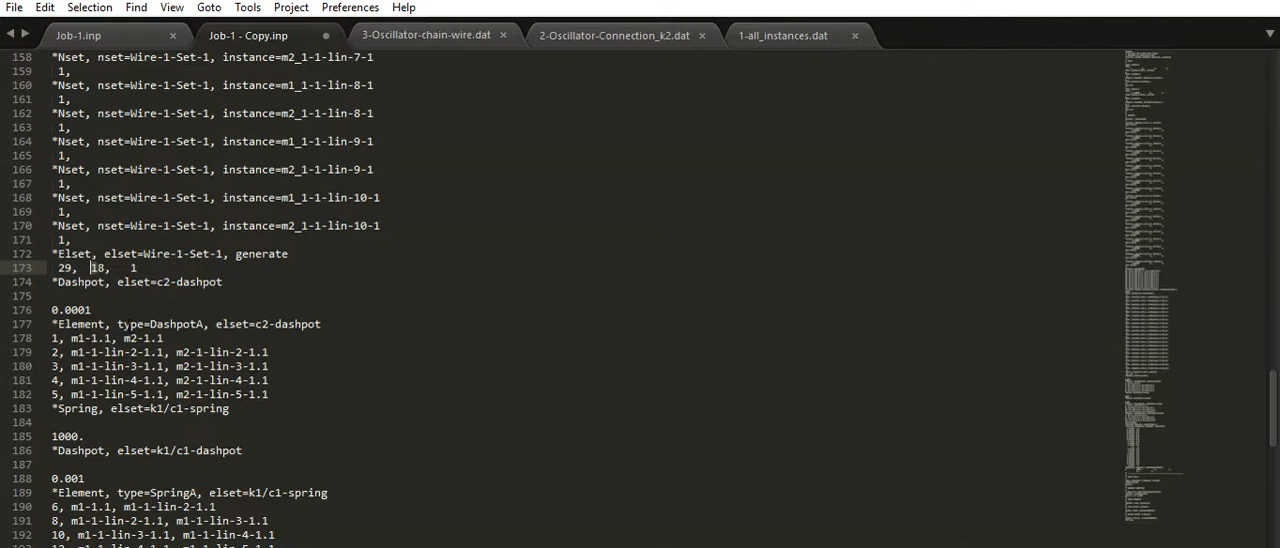 File Edit Selection Find View Goto Tools Project Preferences Help
Job-1.inp × Job-1 - Copy.inp 3-Oscillator-chain-wire.dat × 2-Oscillator-Connection_k2.dat × 1-all_instances.dat ×
158 *Nset, nset=Wire-1-Set-1, instance=m2_1-1-lin-7-1
159 1,
160 *Nset, nset=Wire-1-Set-1, instance=m1_1-1-lin-8-1
161 1,
162 *Nset, nset=Wire-1-Set-1, instance=m2_1-1-lin-8-1
163 1,
164 *Nset, nset=Wire-1-Set-1, instance=m1_1-1-lin-9-1
165 1,
166 *Nset, nset=Wire-1-Set-1, instance=m2_1-1-lin-9-1
167 1,
168 *Nset, nset=Wire-1-Set-1, instance=m1_1-1-lin-10-1
169 1,
170 *Nset, nset=Wire-1-Set-1, instance=m2_1-1-lin-10-1
171 1,
172 *Elset, elset=Wire-1-Set-1, generate
173 29, 18, 1
174 *Dashpot, elset=c2-dashpot
175
176 0.0001
177 *Element, type=DashpotA, elset=c2-dashpot
178 1, m1-1.1, m2-1.1
179 2, m1-1-lin-2-1.1, m2-1-lin-2-1.1
180 3, m1-1-lin-3-1.1, m2-1-lin-3-1.1
181 4, m1-1-lin-4-1.1, m2-1-lin-4-1.1
182 5, m1-1-lin-5-1.1, m2-1-lin-5-1.1
183 *Spring, elset=k1/c1-spring
184
185 1000.
186 *Dashpot, elset=k1/c1-dashpot
187
188 0.001
189 *Element, type=SpringA, elset=k1/c1-spring
190 6, m1-1.1, m1-1-lin-2-1.1
191 8, m1-1-lin-2-1.1, m1-1-lin-3-1.1
192 10, m1-1-lin-3-1.1, m1-1-lin-4-1.1
12, m1-1-lin-4-1.1, m1-1-lin-5-1.1